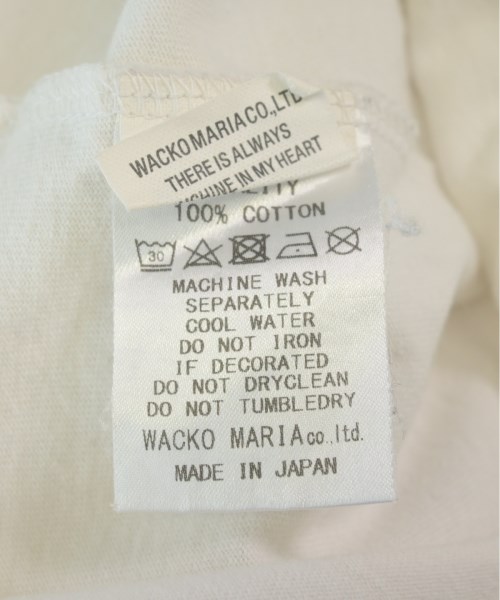 WACKO MARIA CO.,LTD
THERE IS ALWAYS
IN MY HEART
100% COTTON
30
MACHINE WASH
SEPARATELY
COOL WATER
DO NOT IRON
IF DECORATED
DO NOT DRYCLEAN
DO NOT TUMBLEDRY
WACKO MARIA co.,ltd.
MADE IN JAPAN